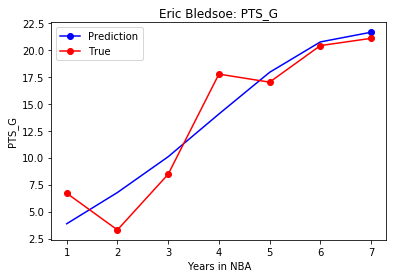 Eric Bledsoe: PTS_G
Prediction
True
PTS_G
22.5
20.0
17.5
15.0
12.5
10.0
7.5
5.0
2.5
1 2 3 4 5 6 7
Years in NBA